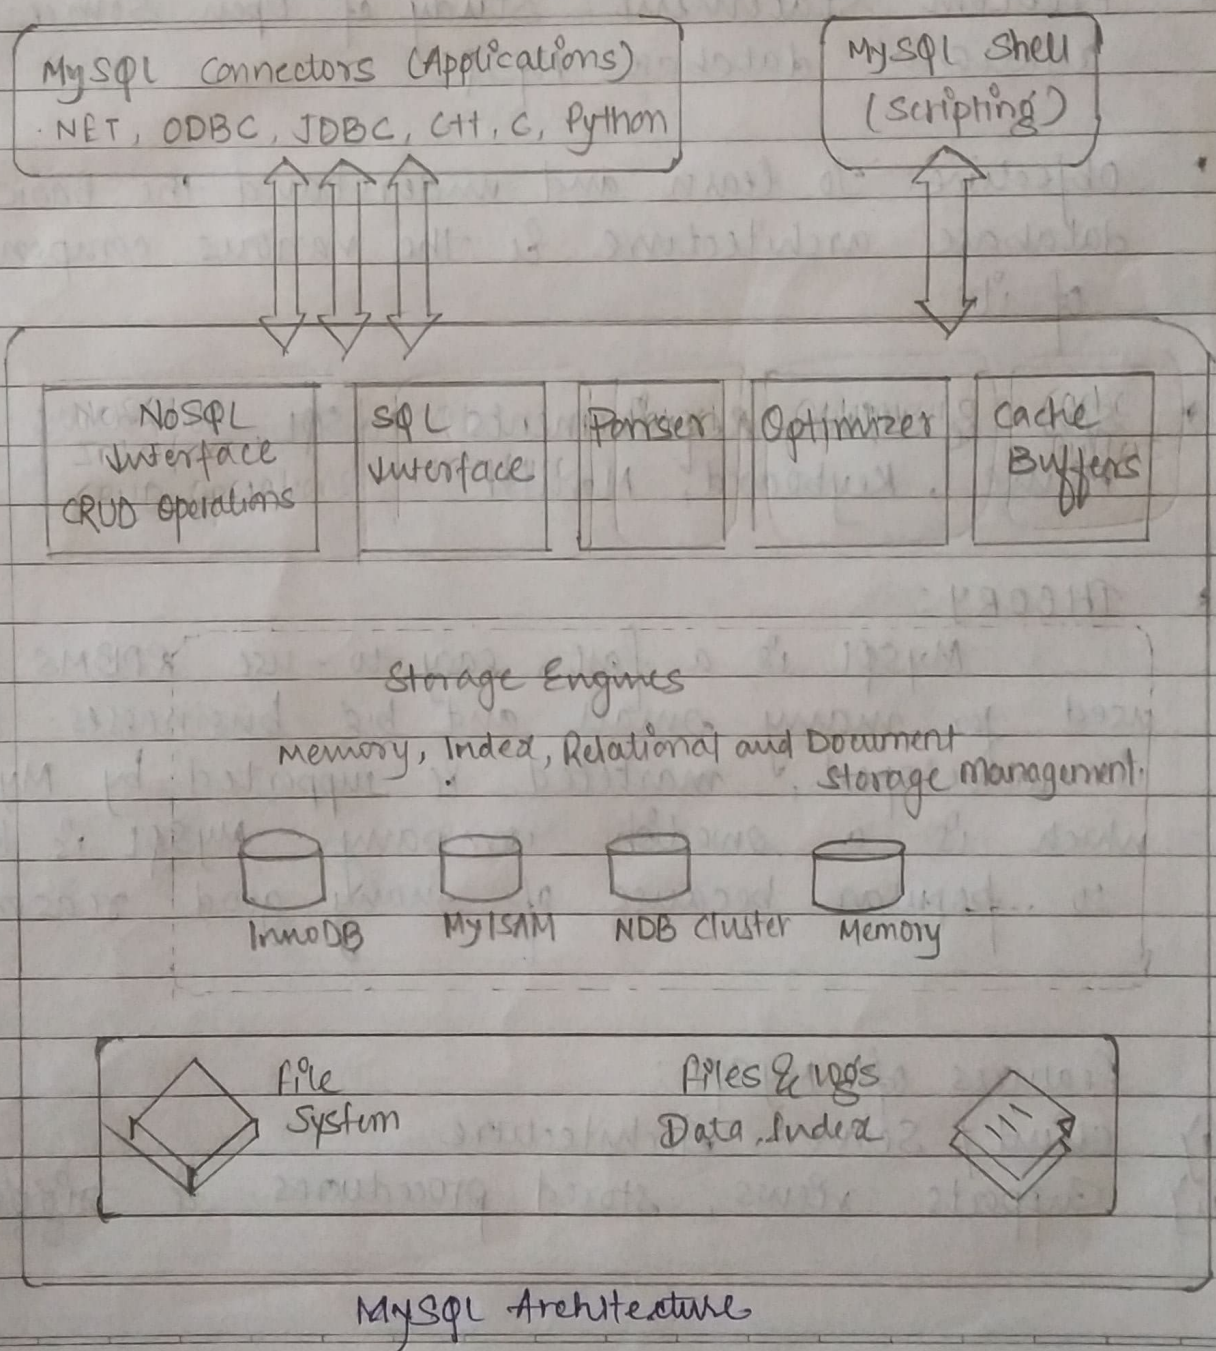 MySQL Connectors (Applications)
.NET, ODBC, JDBC, C++, C, Python
MySQL Shell
(Scripting)
NoSQL
Interface
CRUD Operations
SQL
Interface
Parser
Optimizer
Cache
Buffers
Storage Engines
Memory, Index, Relational and Document
Storage Management.
InnoDB
MyISAM
NDB Cluster
Memory
File
System
Files & logs
Data, Index
MySQL Architecture